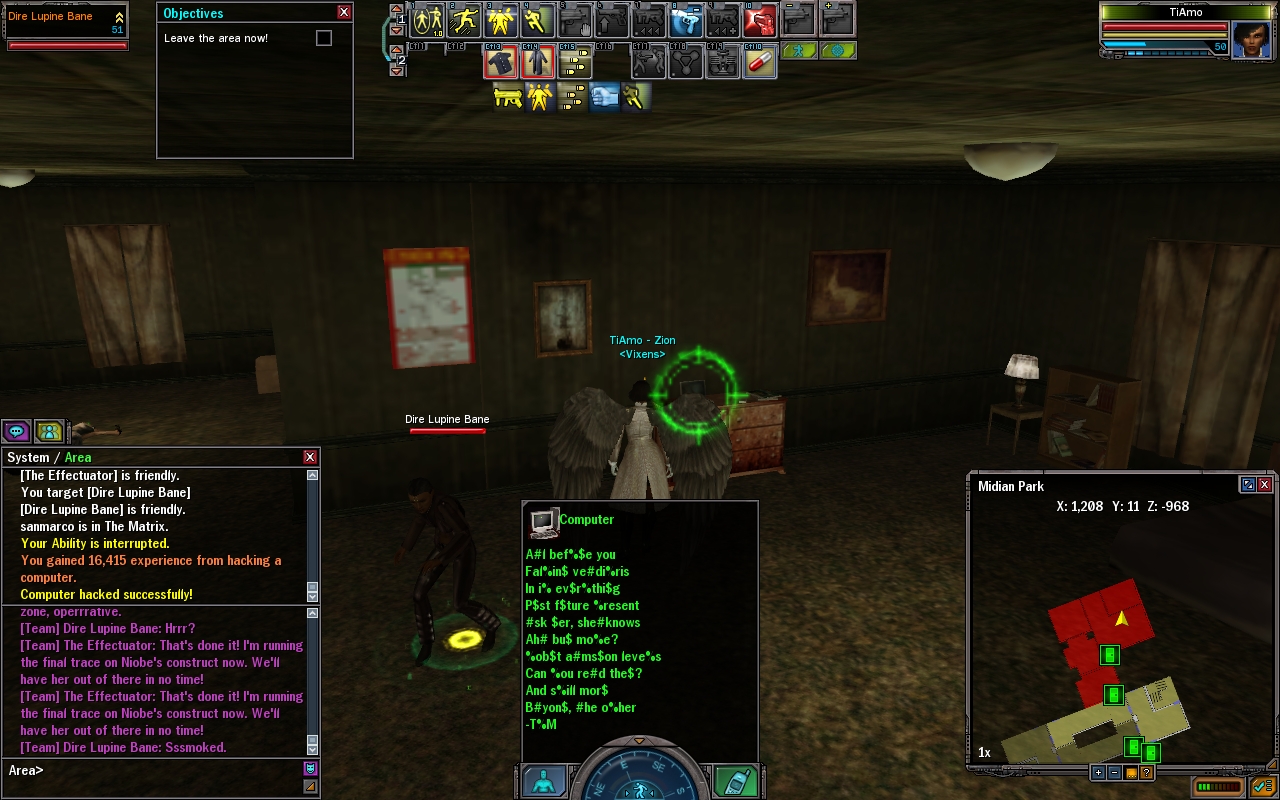 Dire Lupine Bane
51
Objectives
Leave the area now!
1
2
1.0
TiAmo
50
TiAmo - Zion
<Vixens>
Dire Lupine Bane
System / Area
[The Effectuator] is friendly.
You target [Dire Lupine Bane]
[Dire Lupine Bane] is friendly.
sanmarco is in The Matrix.
Your Ability is interrupted.
You gained 16,415 experience from hacking a
computer.
Computer hacked successfully!
zone, operrrative.
[Team] Dire Lupine Bane: Hrrr?
[Team] The Effectuator: That's done it! I'm running
the final trace on Niobe's construct now. We'll
have her out of there in no time!
[Team] The Effectuator: That's done it! I'm running
the final trace on Niobe's construct now. We'll
have her out of there in no time!
[Team] Dire Lupine Bane: Sssmoked.
Area>
Computer
A#l bef%$e you
Fal%in$ ve#di%ris
In i% ev$r%thi$g
P$st f$ture %resent
#sk $er, she#knows
Ah# bu$ mo%e?
%ob$t a#ms$on leve%s
Can %ou re#d the$?
And s%ill mor$
B#yon$, #he o%her
-T%M
Midian Park
X: 1,208 Y: 11 Z: -968
1x
NE
E
SE
S